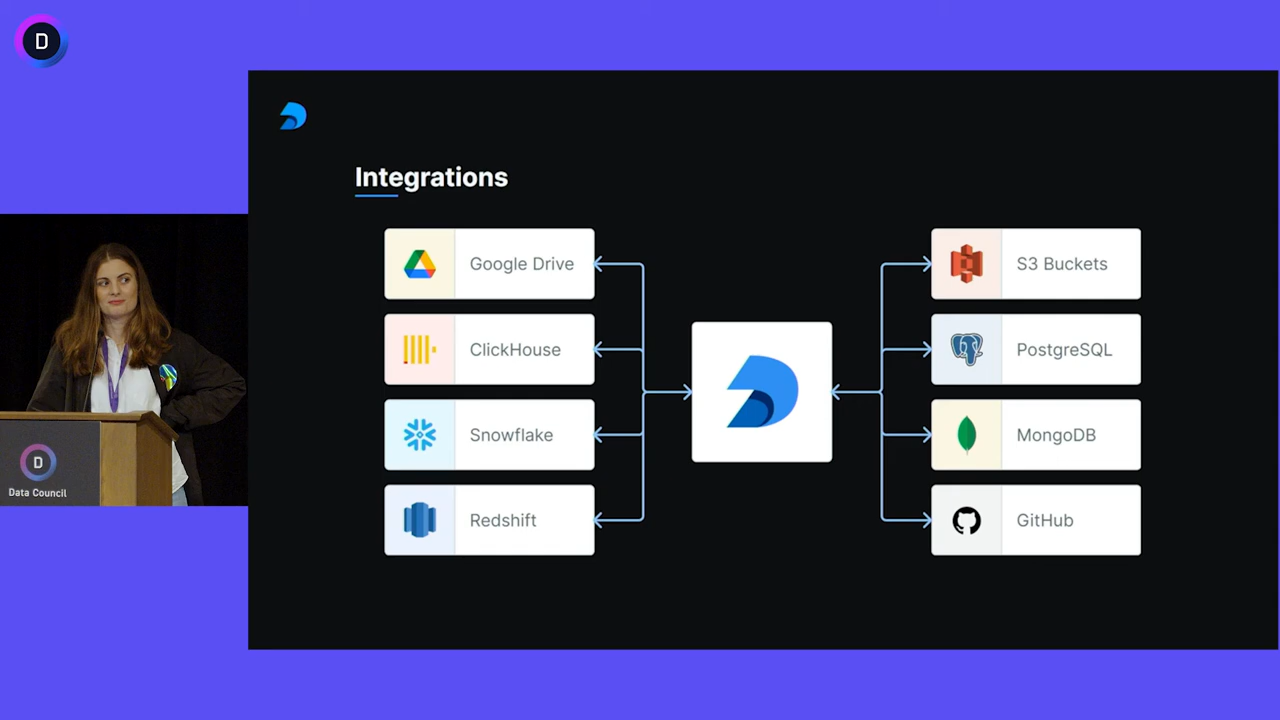 D
Integrations
Google Drive
ClickHouse
Snowflake
Redshift
S3 Buckets
PostgreSQL
MongoDB
GitHub
D
Data Council